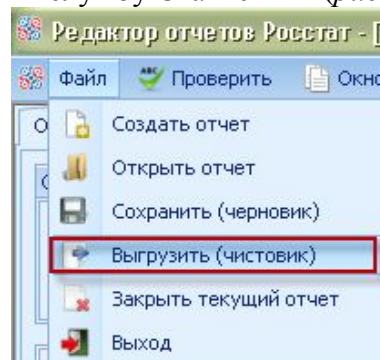 Редактор отчетов Росстат - [
Файл Проверить Окно
Создать отчет
Открыть отчет
Сохранить (черновик)
Выгрузить (чистовик)
Закрыть текущий отчет
Выход